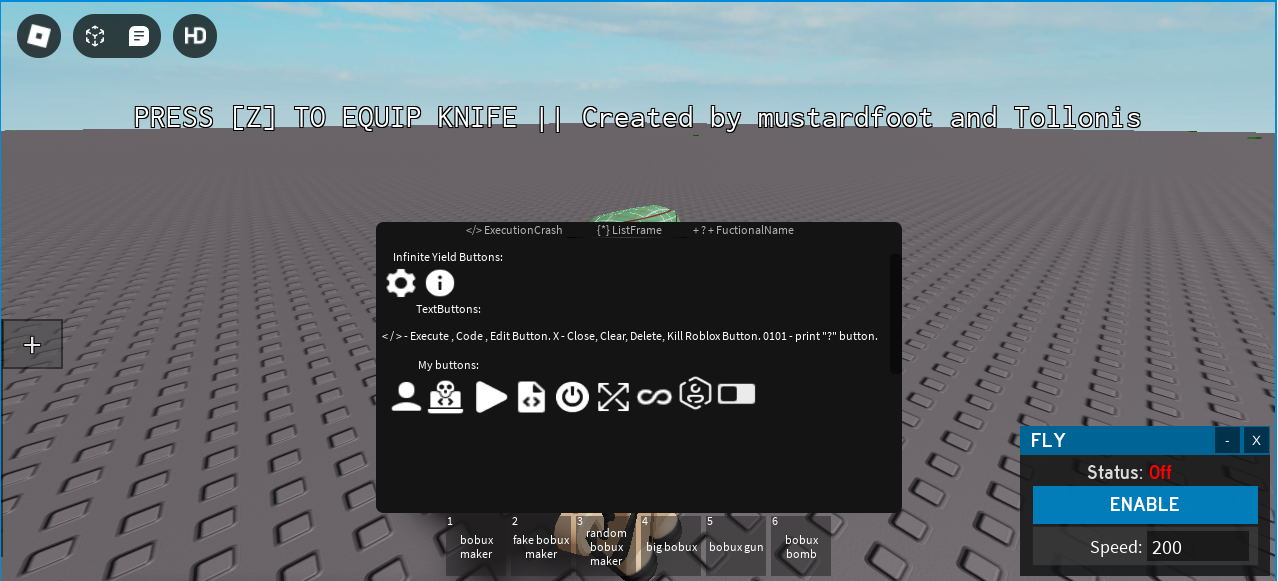 HD
PRESS [Z] TO EQUIP KNIFE || Created by mustardfoot and Tollonis
</> ExecutionCrash {*} ListFrame + ? + FuctionalName
Infinite Yield Buttons:
TextButtons:
</> - Execute , Code , Edit Button. X - Close, Clear, Delete, Kill Roblox Button. 0101 - print "?" button.
My buttons:
+
FLY - X
Status: Off
ENABLE
Speed: 200
1 bobux maker
2 fake bobux maker
3 random bobux maker
4 big bobux
5 bobux gun
6 bobux bomb